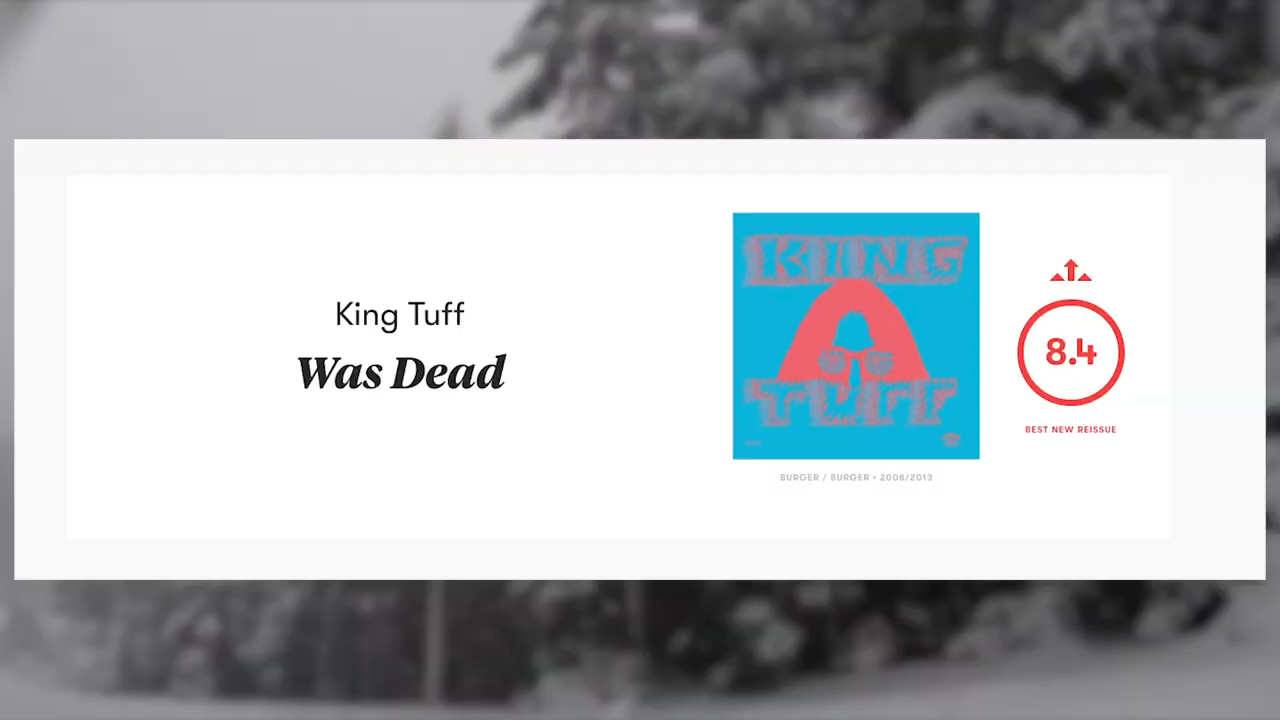 King Tuff
Was Dead
KING
TUFF
8.4
BEST NEW REISSUE
BURGER / BURGER • 2008/2013